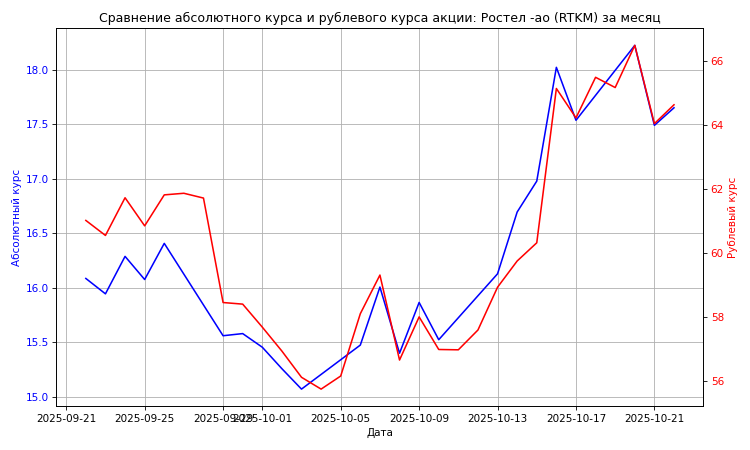 Сравнение абсолютного курса и рублевого курса акции: Ростел -ао (RTKM) за месяц
18.0
17.5
17.0
16.5
16.0
15.5
15.0
Абсолютный курс
66
64
62
60
58
56
Рублевый курс
2025-09-21 2025-09-25 2025-09-29 2025-10-01 2025-10-05 2025-10-09 2025-10-13 2025-10-17 2025-10-21
Дата